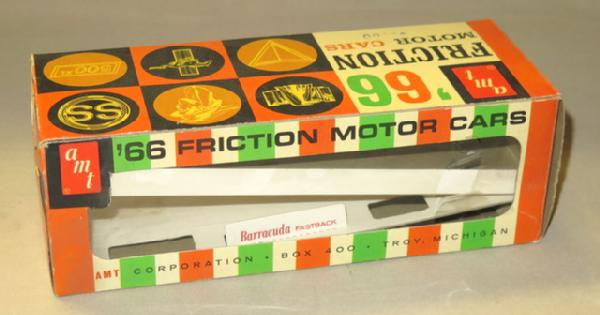 '66
FRICTION
MOTOR CARS
amt
500
SS
amt
'66 FRICTION MOTOR CARS
Barracuda FASTBACK
AMT CORPORATION • BOX 400 • TROY, MICHIGAN